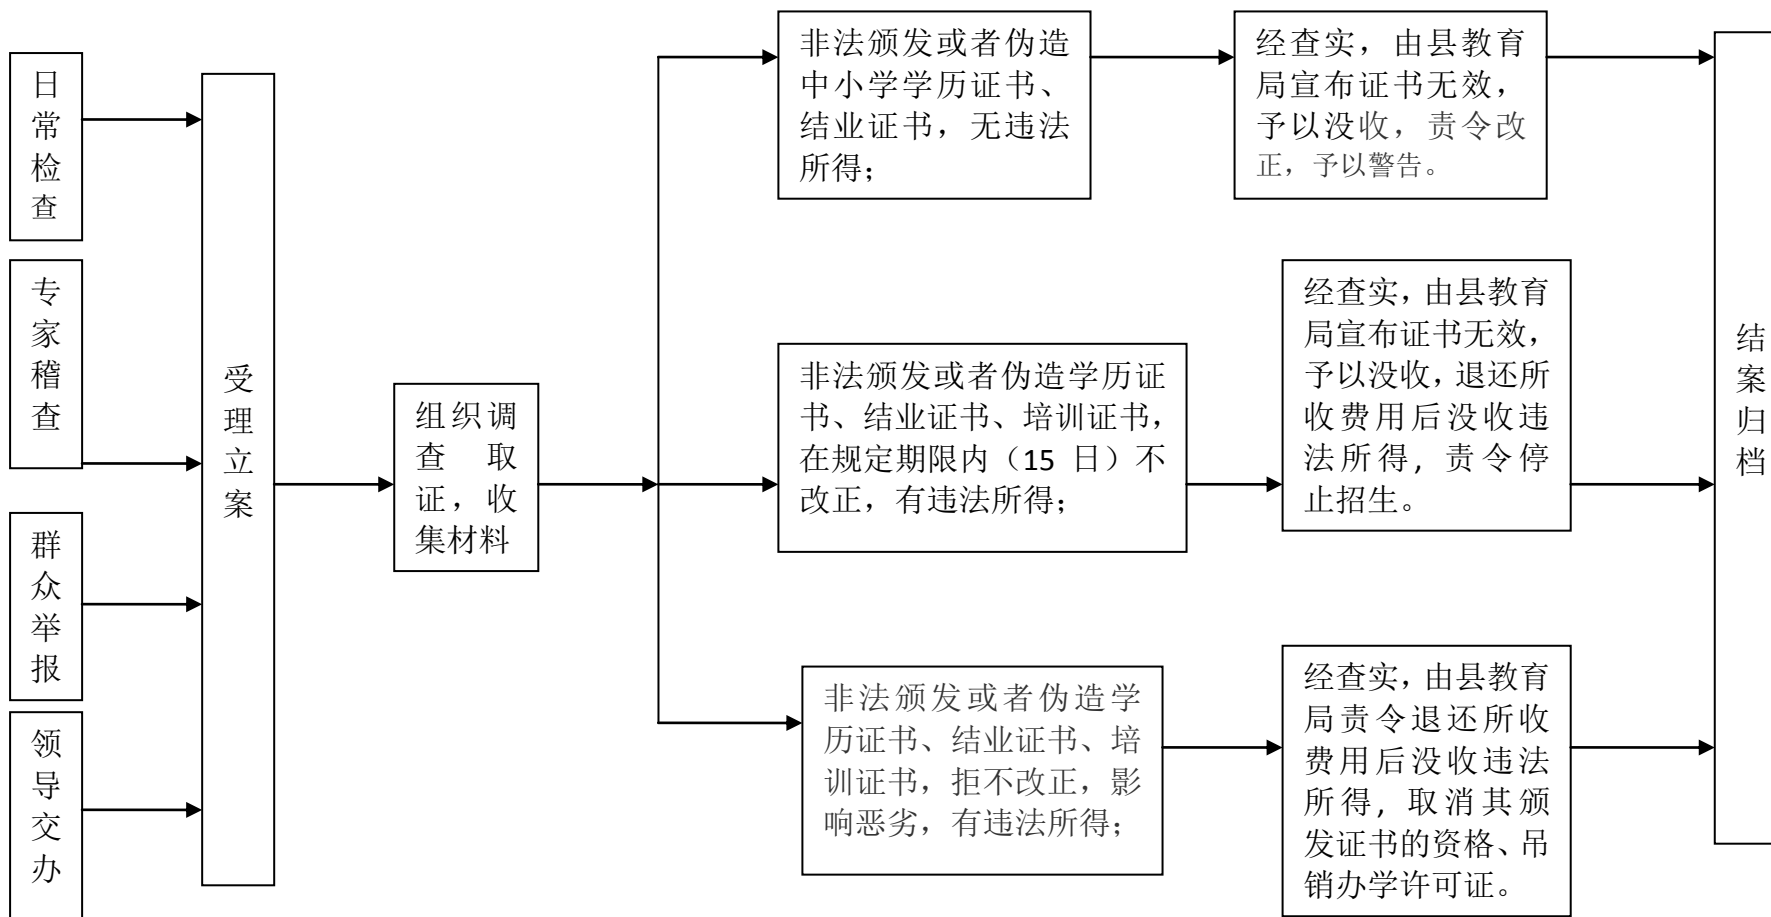 日常检查
专家稽查
群众举报
领导交办
受理立案
组织调
查取
证，收
集材料
非法颁发或者伪造
中小学学历证书、
结业证书，无违法
所得；
经查实，由县教育
局宣布证书无效，
予以没收，责令改
正，予以警告。
非法颁发或者伪造学历证
书、结业证书、培训证书，
在规定期限内（15 日）不
改正，有违法所得；
经查实，由县教育
局宣布证书无效，
予以没收，退还所
收费用后没收违
法所得，责令停
止招生。
非法颁发或者伪造学
历证书、结业证书、培
训证书，拒不改正，影
响恶劣，有违法所得；
经查实，由县教育
局责令退还所收
费用后没收违法
所得，取消其颁
发证书的资格、吊
销办学许可证。
结案归档